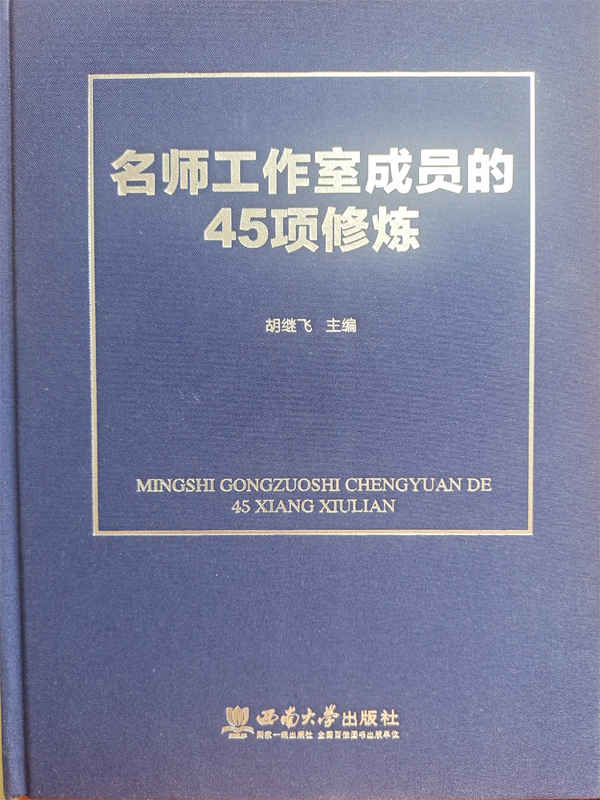 名师工作室成员的
45项修炼
胡继飞 主编
MINGSHI GONGZUOSHI CHENGYUAN DE
45 XIANG XIULIAN
西南大学出版社
国家一级出版社 全国百佳图书出版单位